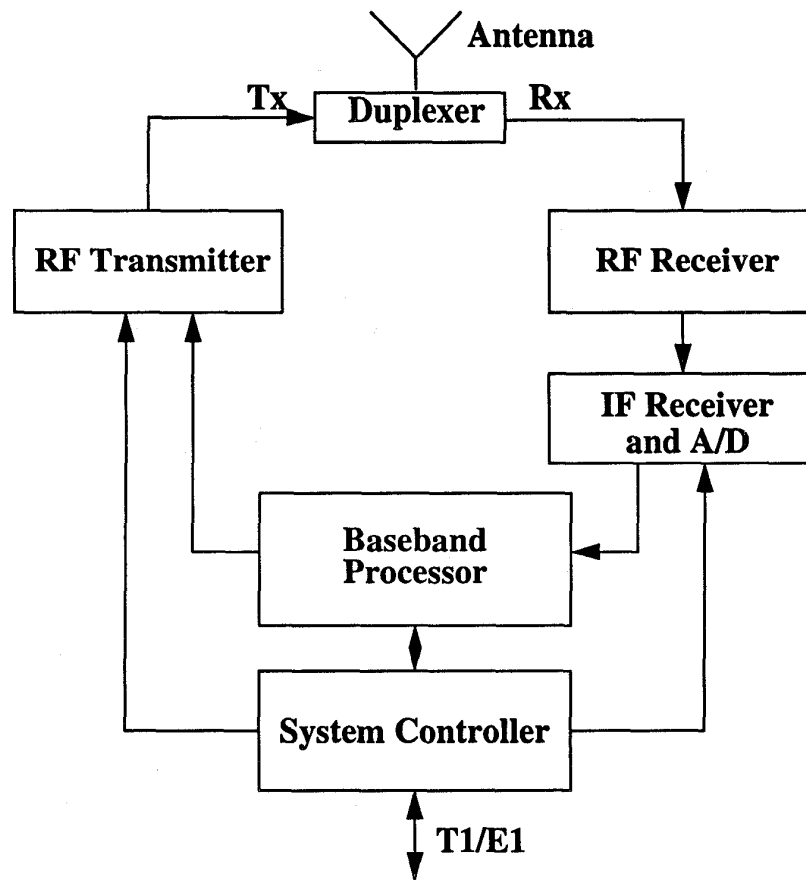 Antenna
Tx
Duplexer
Rx
RF Transmitter
RF Receiver
IF Receiver
and A/D
Baseband
Processor
System Controller
T1/E1